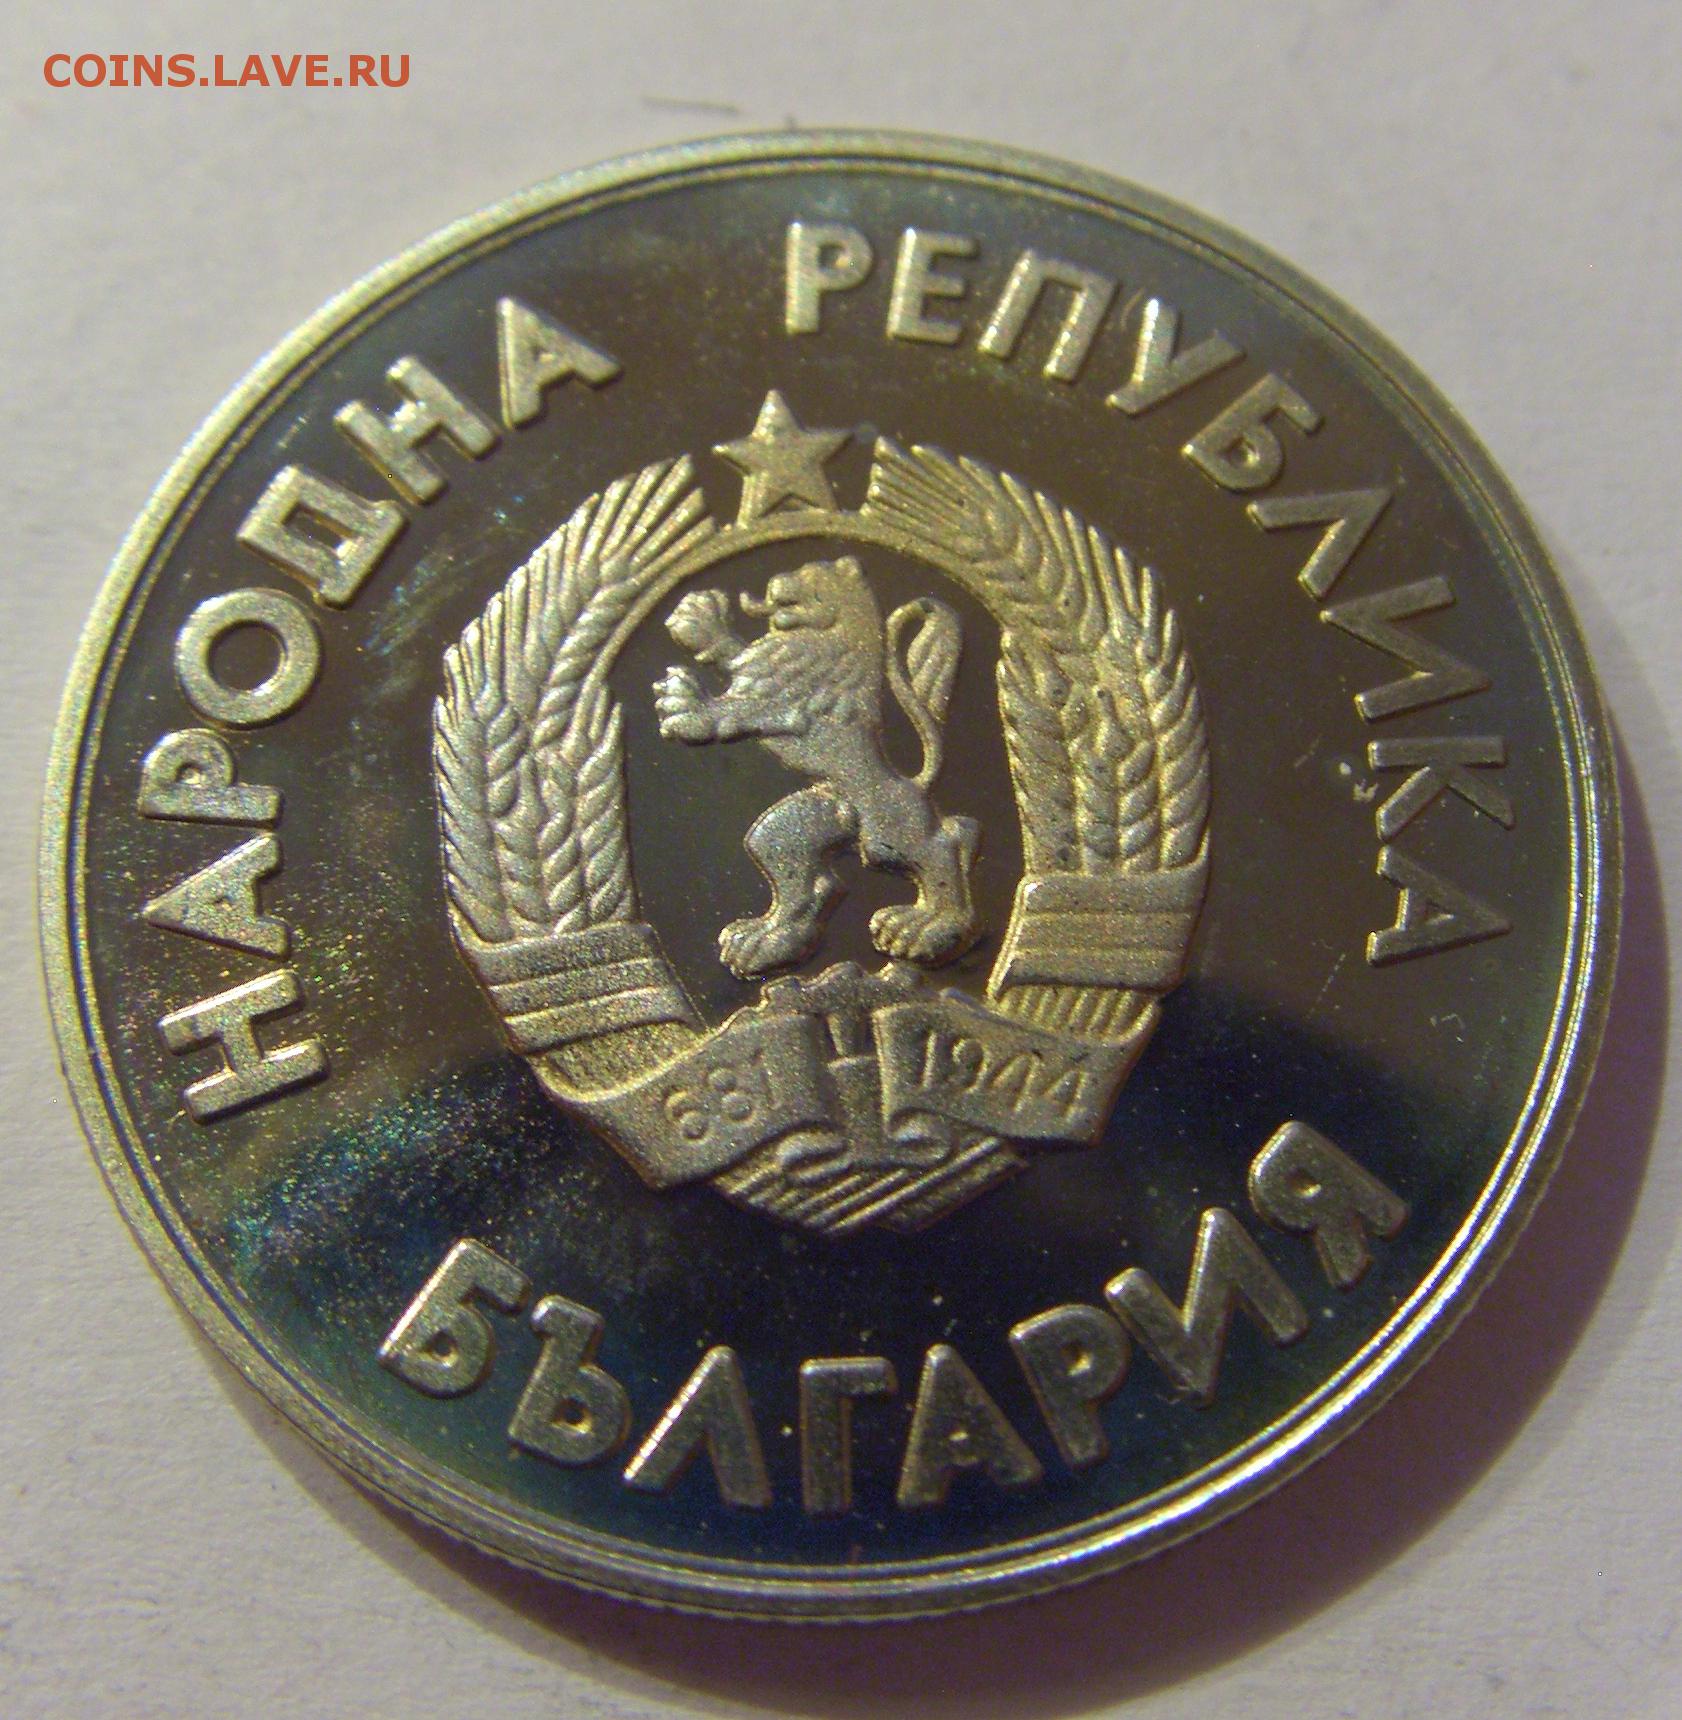 COINS.LAVE.RU
НАРОДНА РЕПУБЛИКА
681 1944
БЪЛГАРИЯ